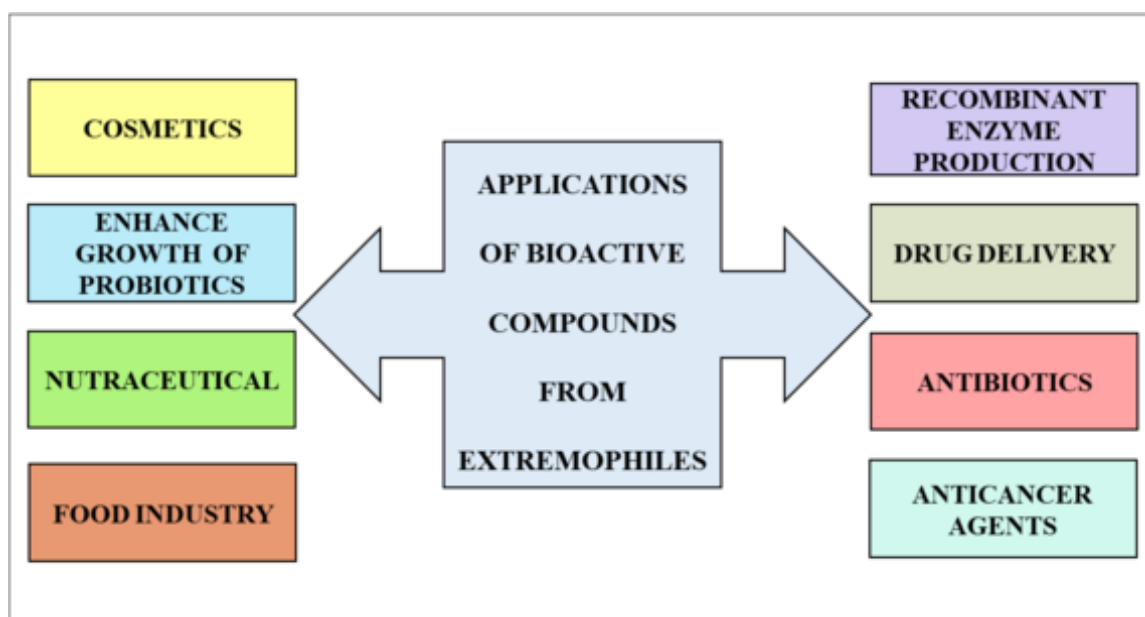 COSMETICS
ENHANCE
GROWTH OF
PROBIOTICS
NUTRACEUTICAL
FOOD INDUSTRY
APPLICATIONS
OF BIOACTIVE
COMPOUNDS
FROM
EXTREMOPHILES
RECOMBINANT
ENZYME
PRODUCTION
DRUG DELIVERY
ANTIBIOTICS
ANTICANCER
AGENTS